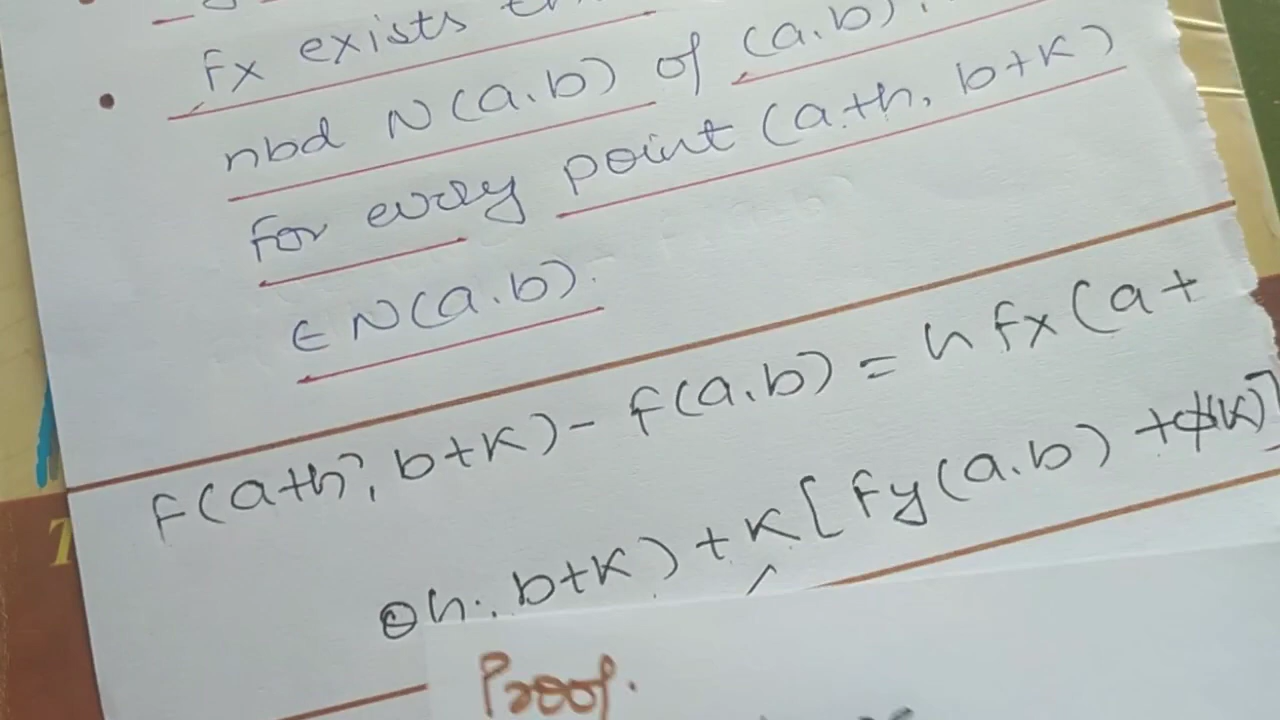 fx exists
nbd N(a,b) of (a.b).
for every point (a+h, b+k)
∈ N(a.b).
F(a+h, b+k) - f(a.b) = h fx (a+
θh, b+k) + k [Fy(a.b) + φ(k)]
Proof.